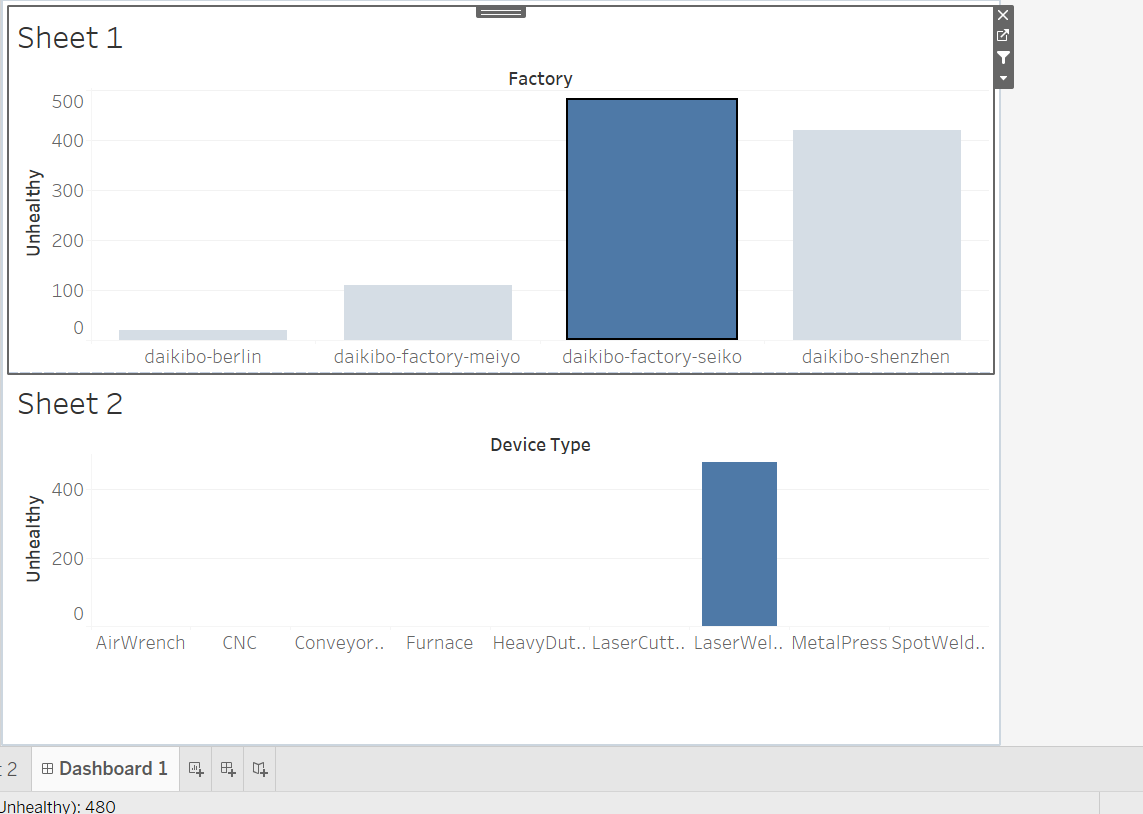 Sheet 1
Factory
Unhealthy
500
400
300
200
100
0
daikibo-berlin daikibo-factory-meiyo daikibo-factory-seiko daikibo-shenzhen
Sheet 2
Device Type
Unhealthy
400
200
0
AirWrench CNC Conveyor.. Furnace HeavyDut.. LaserCutt.. LaserWel.. MetalPress SpotWeld..
2 Dashboard 1
Unhealthy): 480